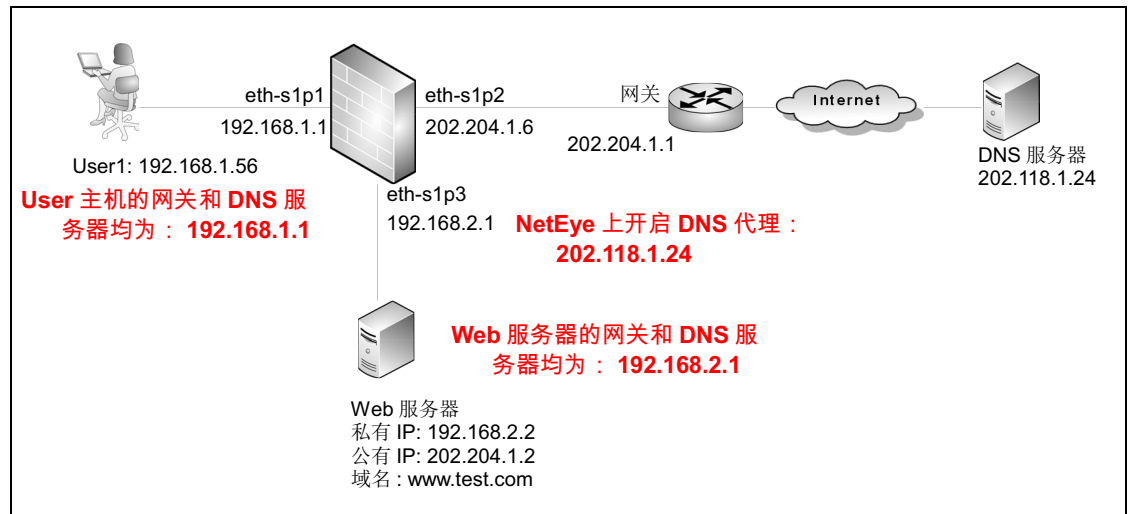 eth-s1p1
192.168.1.1
eth-s1p2
202.204.1.6
网关
202.204.1.1
Internet
DNS 服务器
202.118.1.24
User1: 192.168.1.56
User 主机的网关和 DNS 服
务器均为： 192.168.1.1
eth-s1p3
192.168.2.1
NetEye 上开启 DNS 代理：
202.118.1.24
Web 服务器的网关和 DNS 服
务器均为： 192.168.2.1
Web 服务器
私有 IP: 192.168.2.2
公有 IP: 202.204.1.2
域名 : www.test.com